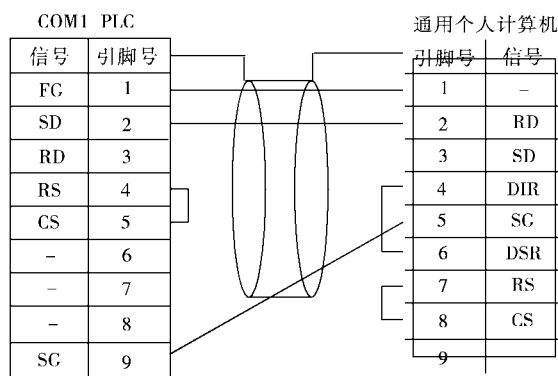 COM1 PLC 通用个人计算机
信号 引脚号 引脚号 信号
FG 1 1 –
SD 2 2 RD
RD 3 3 SD
RS 4 4 DIR
CS 5 5 SG
– 6 6 DSR
– 7 7 RS
– 8 8 CS
SG 9 9